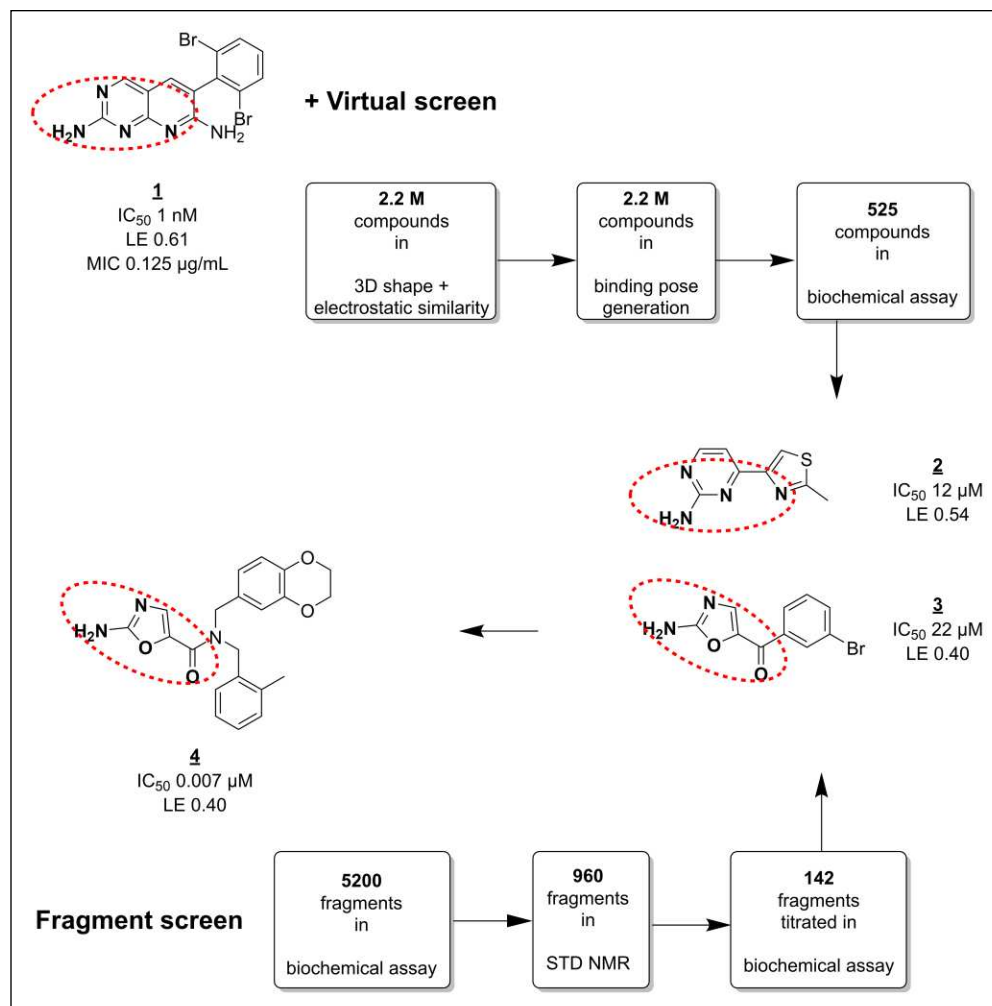 Br
N
Br
H2N
N
N
NH2
+ Virtual screen
1
IC50 1 nM
LE 0.61
MIC 0.125 µg/mL
2.2 M
compounds
in
3D shape +
electrostatic similarity
2.2 M
compounds
in
binding pose
generation
525
compounds
in
biochemical assay
S
N
N
N
H2N
2
IC50 12 µM
LE 0.54
O
O
N
H2N
O
N
O
4
IC50 0.007 µM
LE 0.40
N
H2N
O
O
Br
3
IC50 22 µM
LE 0.40
Fragment screen
5200
fragments
in
biochemical assay
960
fragments
in
STD NMR
142
fragments
titrated in
biochemical assay